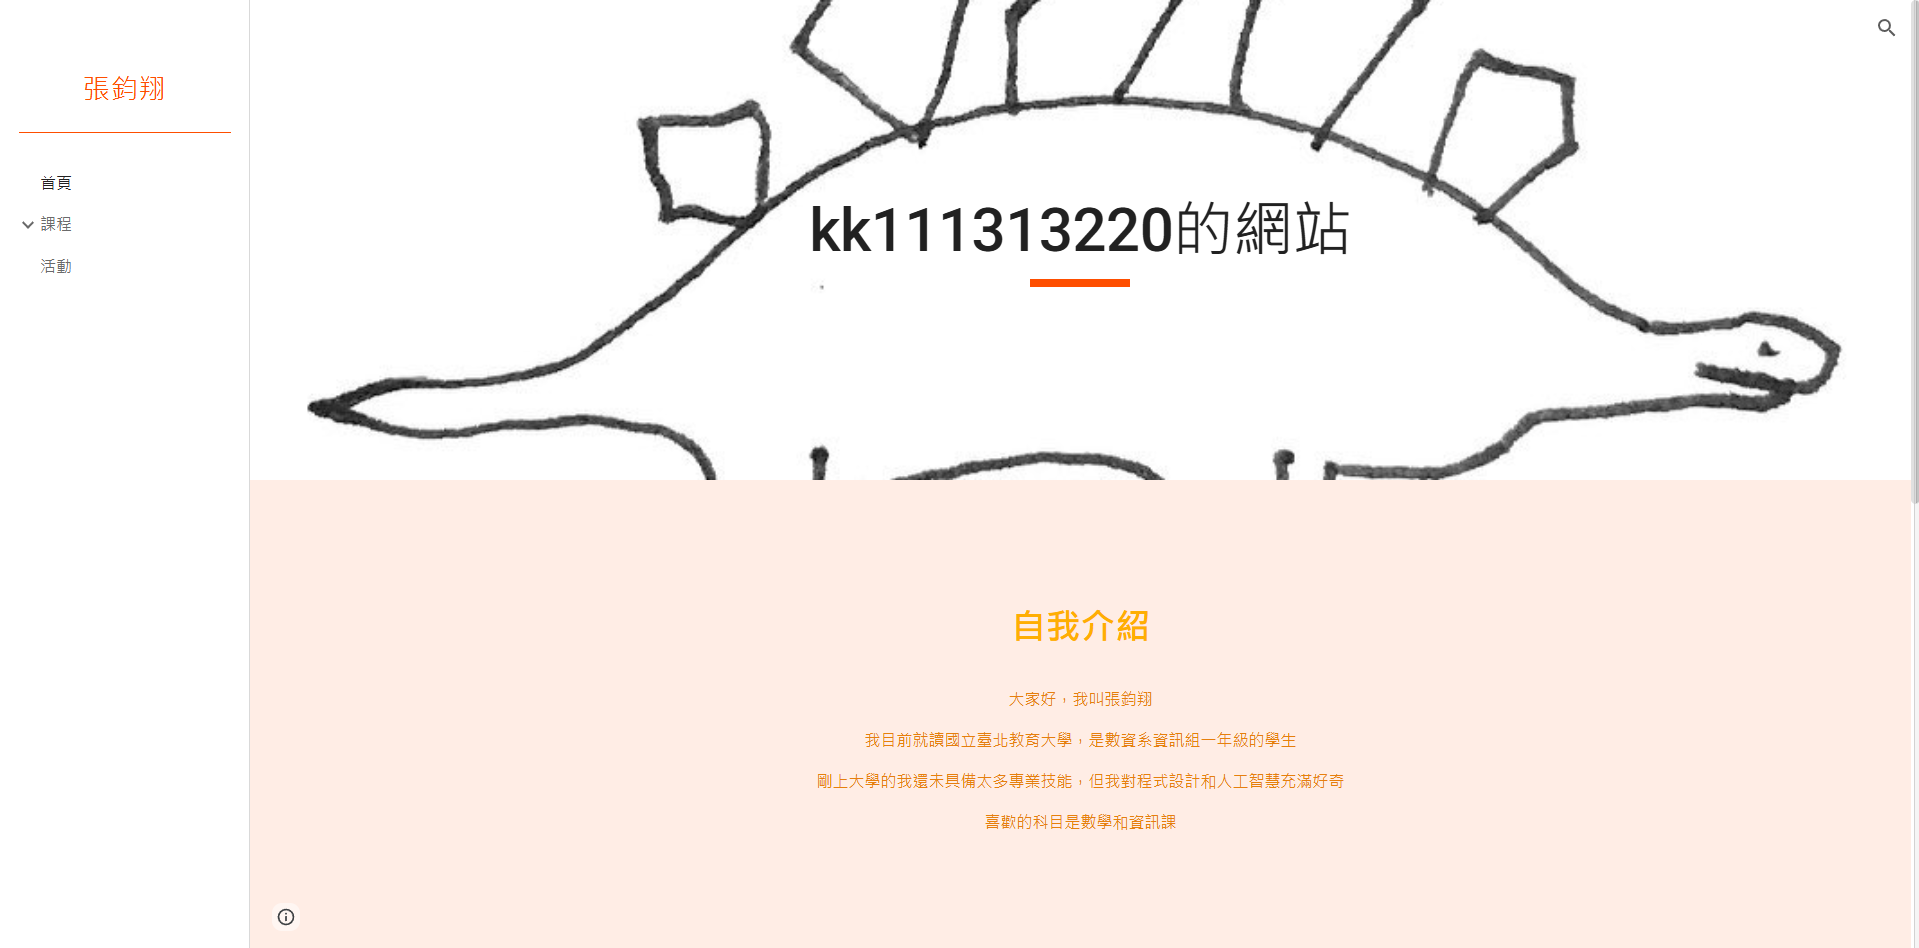 張鈞翔
首頁
課程
活動
kk111313220的網站
自我介紹
大家好，我叫張鈞翔
我目前就讀國立臺北教育大學，是數資系資訊組一年級的學生
剛上大學的我還未具備太多專業技能，但我對程式設計和人工智慧充滿好奇
喜歡的科目是數學和資訊課